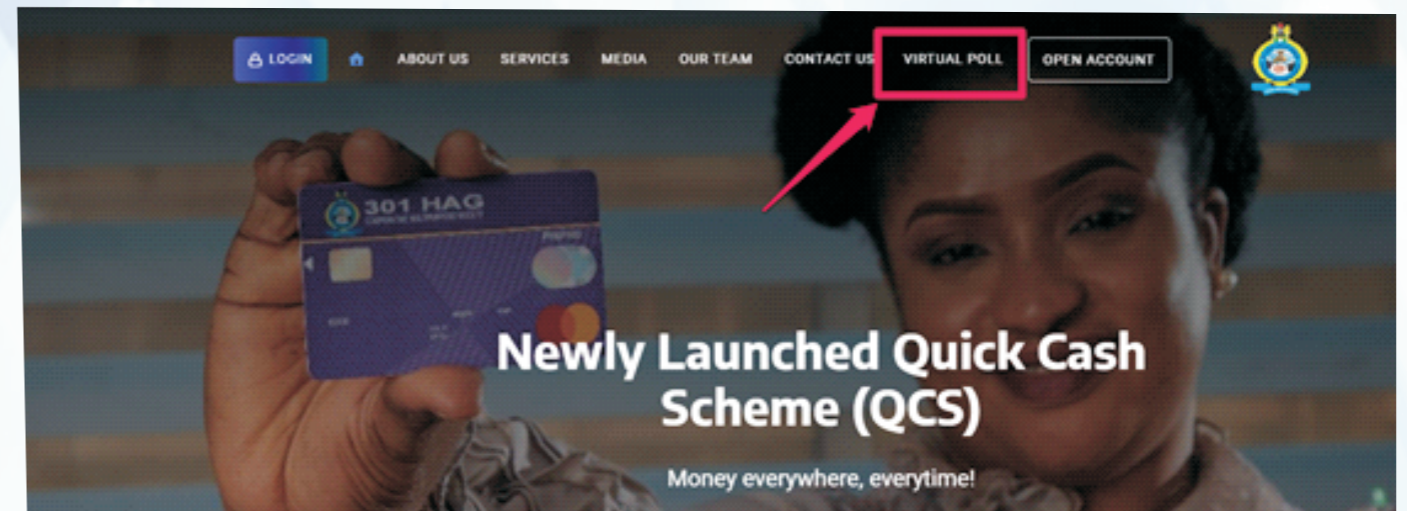 LOGIN ABOUT US SERVICES MEDIA OUR TEAM CONTACT US VIRTUAL POLL OPEN ACCOUNT
301 HAG
Newly Launched Quick Cash
Scheme (QCS)
Money everywhere, everytime!